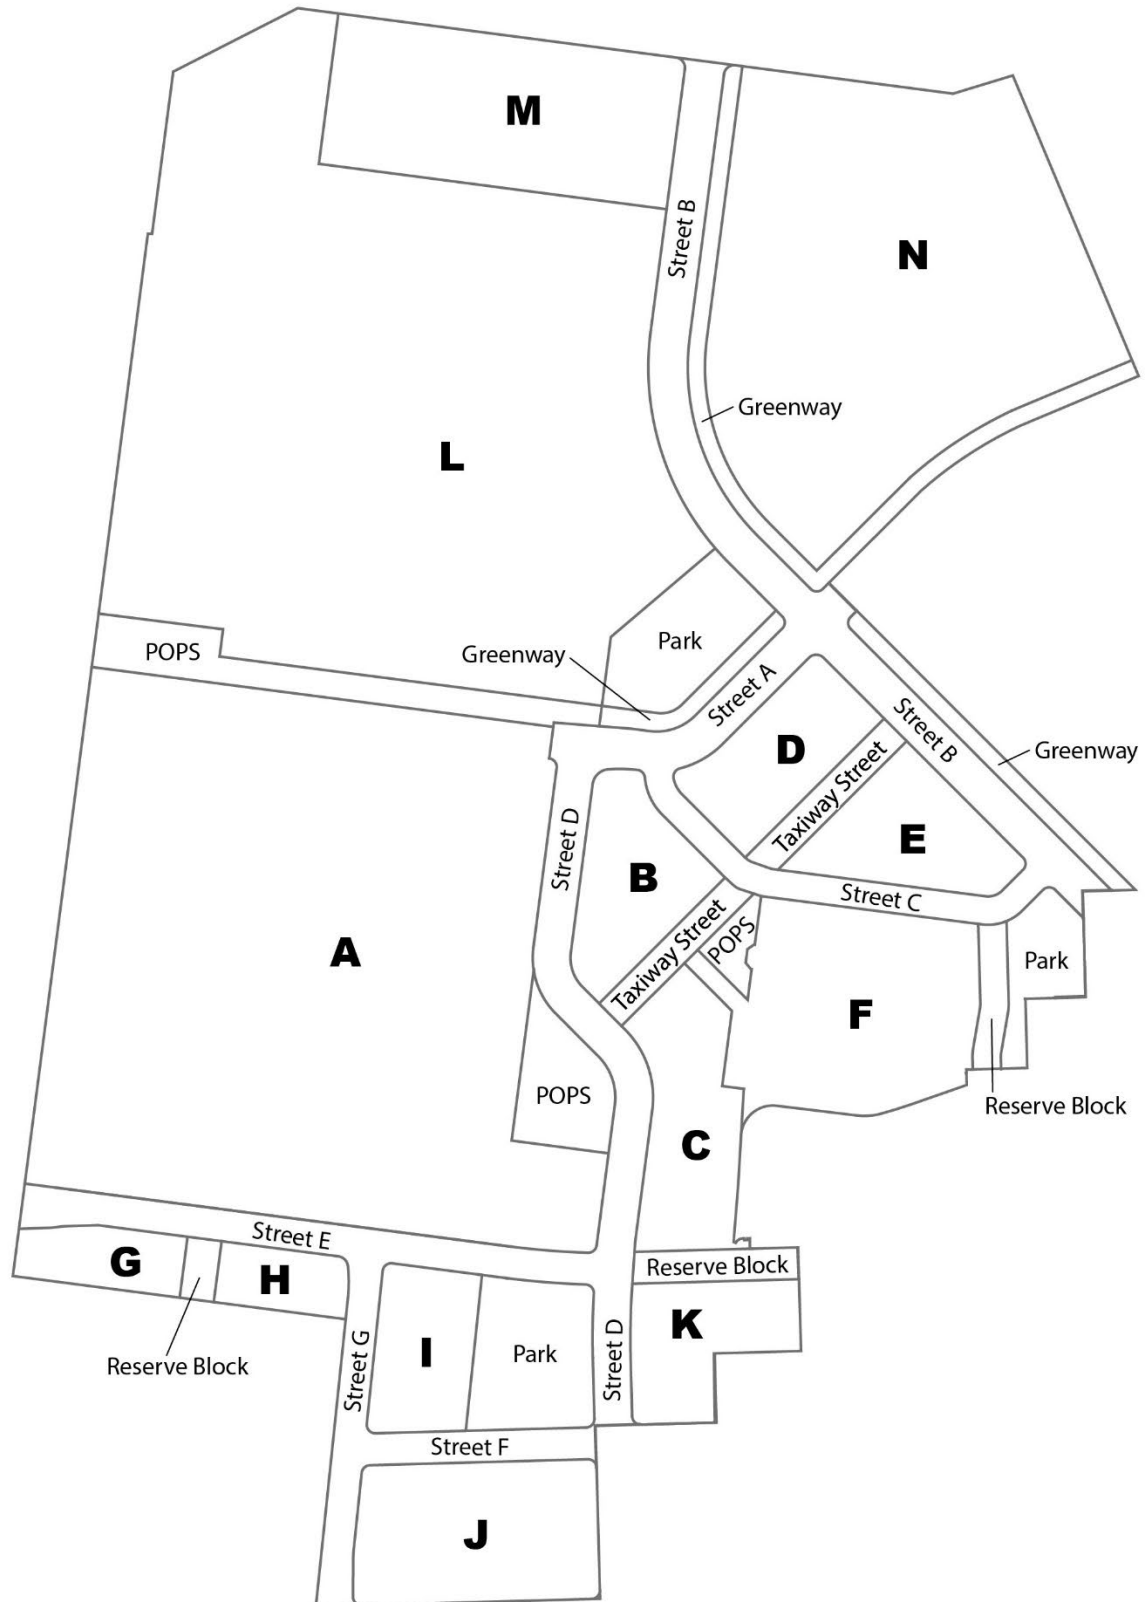 M
Street B
N
Greenway
L
Park
POPS
Greenway
Street A
Street B
D
Taxiway Street
Greenway
Street D
E
B
Street C
Taxiway Street
POPS
A
Park
F
POPS
Reserve Block
C
Street E
G
H
Reserve Block
K
Reserve Block
Street G
I
Park
Street D
Street F
J